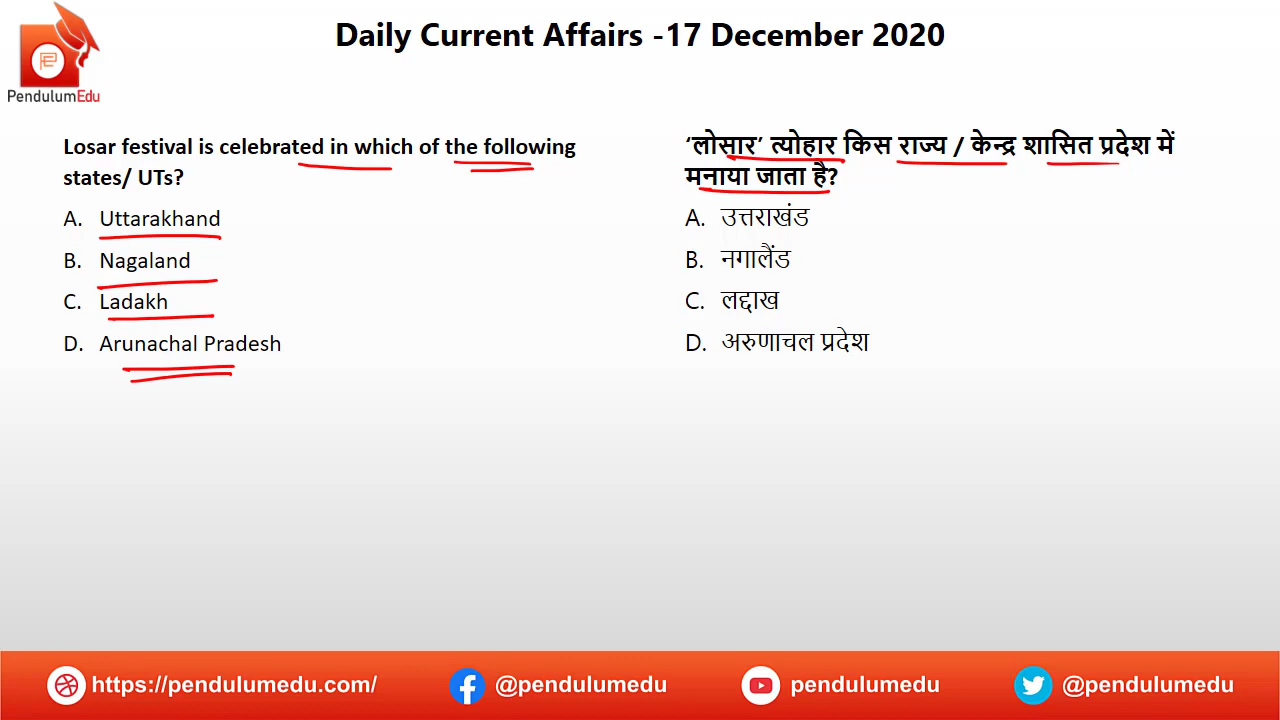 Daily Current Affairs -17 December 2020
PendulumEdu
Losar festival is celebrated in which of the following
states/ UTs?
A. Uttarakhand
B. Nagaland
C. Ladakh
D. Arunachal Pradesh
‘लोसार’ त्योहार किस राज्य / केन्द्र शासित प्रदेश में
मनाया जाता है?
A. उत्तराखंड
B. नगालैंड
C. लद्दाख
D. अरुणाचल प्रदेश
https://pendulumedu.com/ @pendulumedu pendulumedu @pendulumedu